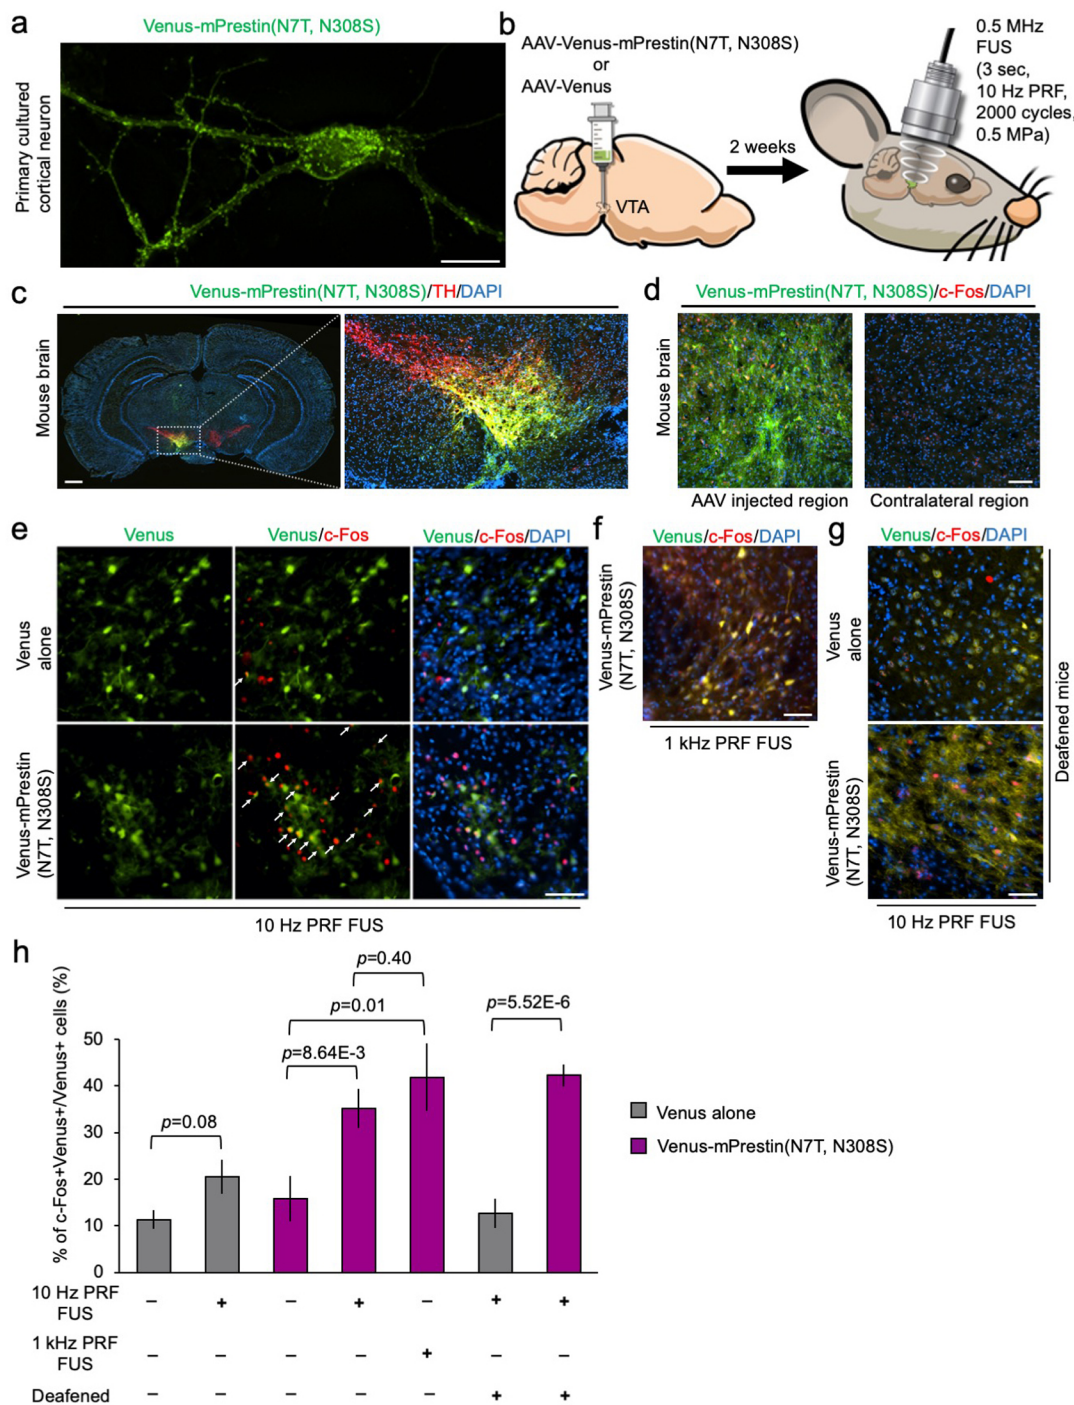 a
Venus-mPrestin(N7T, N308S)
Primary cultured
cortical neuron
b
AAV-Venus-mPrestin(N7T, N308S)
or
AAV-Venus
VTA
2 weeks
0.5 MHz
FUS
(3 sec,
10 Hz PRF,
2000 cycles,
0.5 MPa)
c
Venus-mPrestin(N7T, N308S)/TH/DAPI
Mouse brain
d
Venus-mPrestin(N7T, N308S)/c-Fos/DAPI
Mouse brain
AAV injected region
Contralateral region
e
Venus
Venus/c-Fos
Venus/c-Fos/DAPI
Venus
alone
Venus-mPrestin
(N7T, N308S)
10 Hz PRF FUS
f
Venus/c-Fos/DAPI
Venus-mPrestin
(N7T, N308S)
1 kHz PRF FUS
g
Venus/c-Fos/DAPI
Venus
alone
Venus-mPrestin
(N7T, N308S)
Deafened mice
10 Hz PRF FUS
h
% of c-Fos+Venus+/Venus+ cells (%)
50
40
30
20
10
0
p=0.08
p=8.64E-3
p=0.01
p=0.40
p=5.52E-6
Venus alone
Venus-mPrestin(N7T, N308S)
10 Hz PRF
FUS
– + – + – + +
1 kHz PRF
FUS
– – – – + – –
Deafened
– – – – – + +